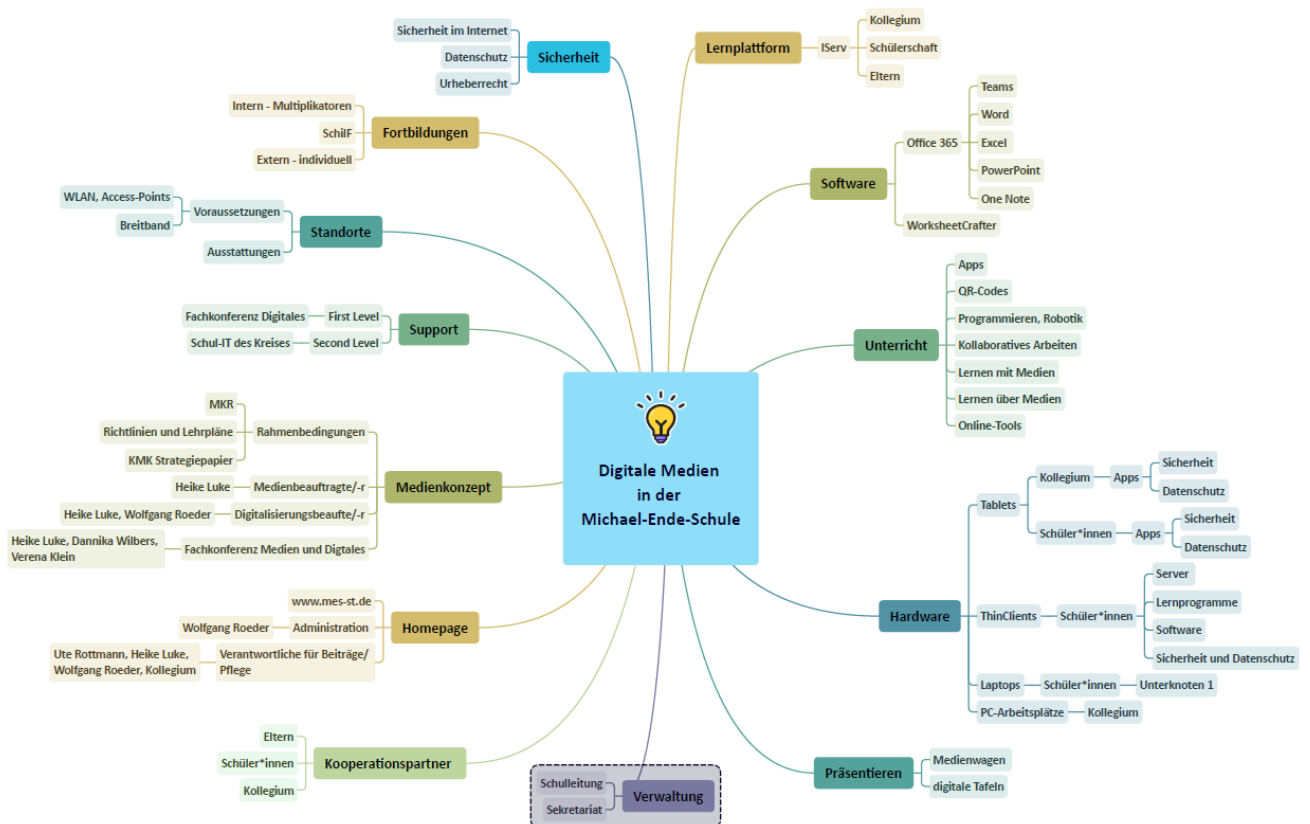 Digitale Medien
in der
Michael-Ende-Schule
Lernplattform
IServ
Kollegium
Schülerschaft
Eltern
Software
Office 365
Teams
Word
Excel
PowerPoint
One Note
WorksheetCrafter
Unterricht
Apps
QR-Codes
Programmieren, Robotik
Kollaboratives Arbeiten
Lernen mit Medien
Lernen über Medien
Online-Tools
Hardware
Tablets
Kollegium
Apps
Sicherheit
Datenschutz
Schüler*innen
Apps
Sicherheit
Datenschutz
ThinClients
Schüler*innen
Server
Lernprogramme
Software
Sicherheit und Datenschutz
Laptops
Schüler*innen
Unterknoten 1
PC-Arbeitsplätze
Kollegium
Präsentieren
Medienwagen
digitale Tafeln
Verwaltung
Schulleitung
Sekretariat
Kooperationspartner
Eltern
Schüler*innen
Kollegium
Homepage
www.mes-st.de
Administration
Wolfgang Roeder
Verantwortliche für Beiträge/
Pflege
Ute Rottmann, Heike Luke,
Wolfgang Roeder, Kollegium
Medienkonzept
Rahmenbedingungen
MKR
Richtlinien und Lehrpläne
KMK Strategiepapier
Medienbeauftragte/-r
Heike Luke
Digitalisierungsbeaufte/-r
Heike Luke, Wolfgang Roeder
Fachkonferenz Medien und Digtales
Heike Luke, Dannika Wilbers,
Verena Klein
Support
First Level
Fachkonferenz Digitales
Second Level
Schul-IT des Kreises
Standorte
Voraussetzungen
WLAN, Access-Points
Breitband
Ausstattungen
Fortbildungen
Intern - Multiplikatoren
SchilF
Extern - individuell
Sicherheit
Sicherheit im Internet
Datenschutz
Urheberrecht